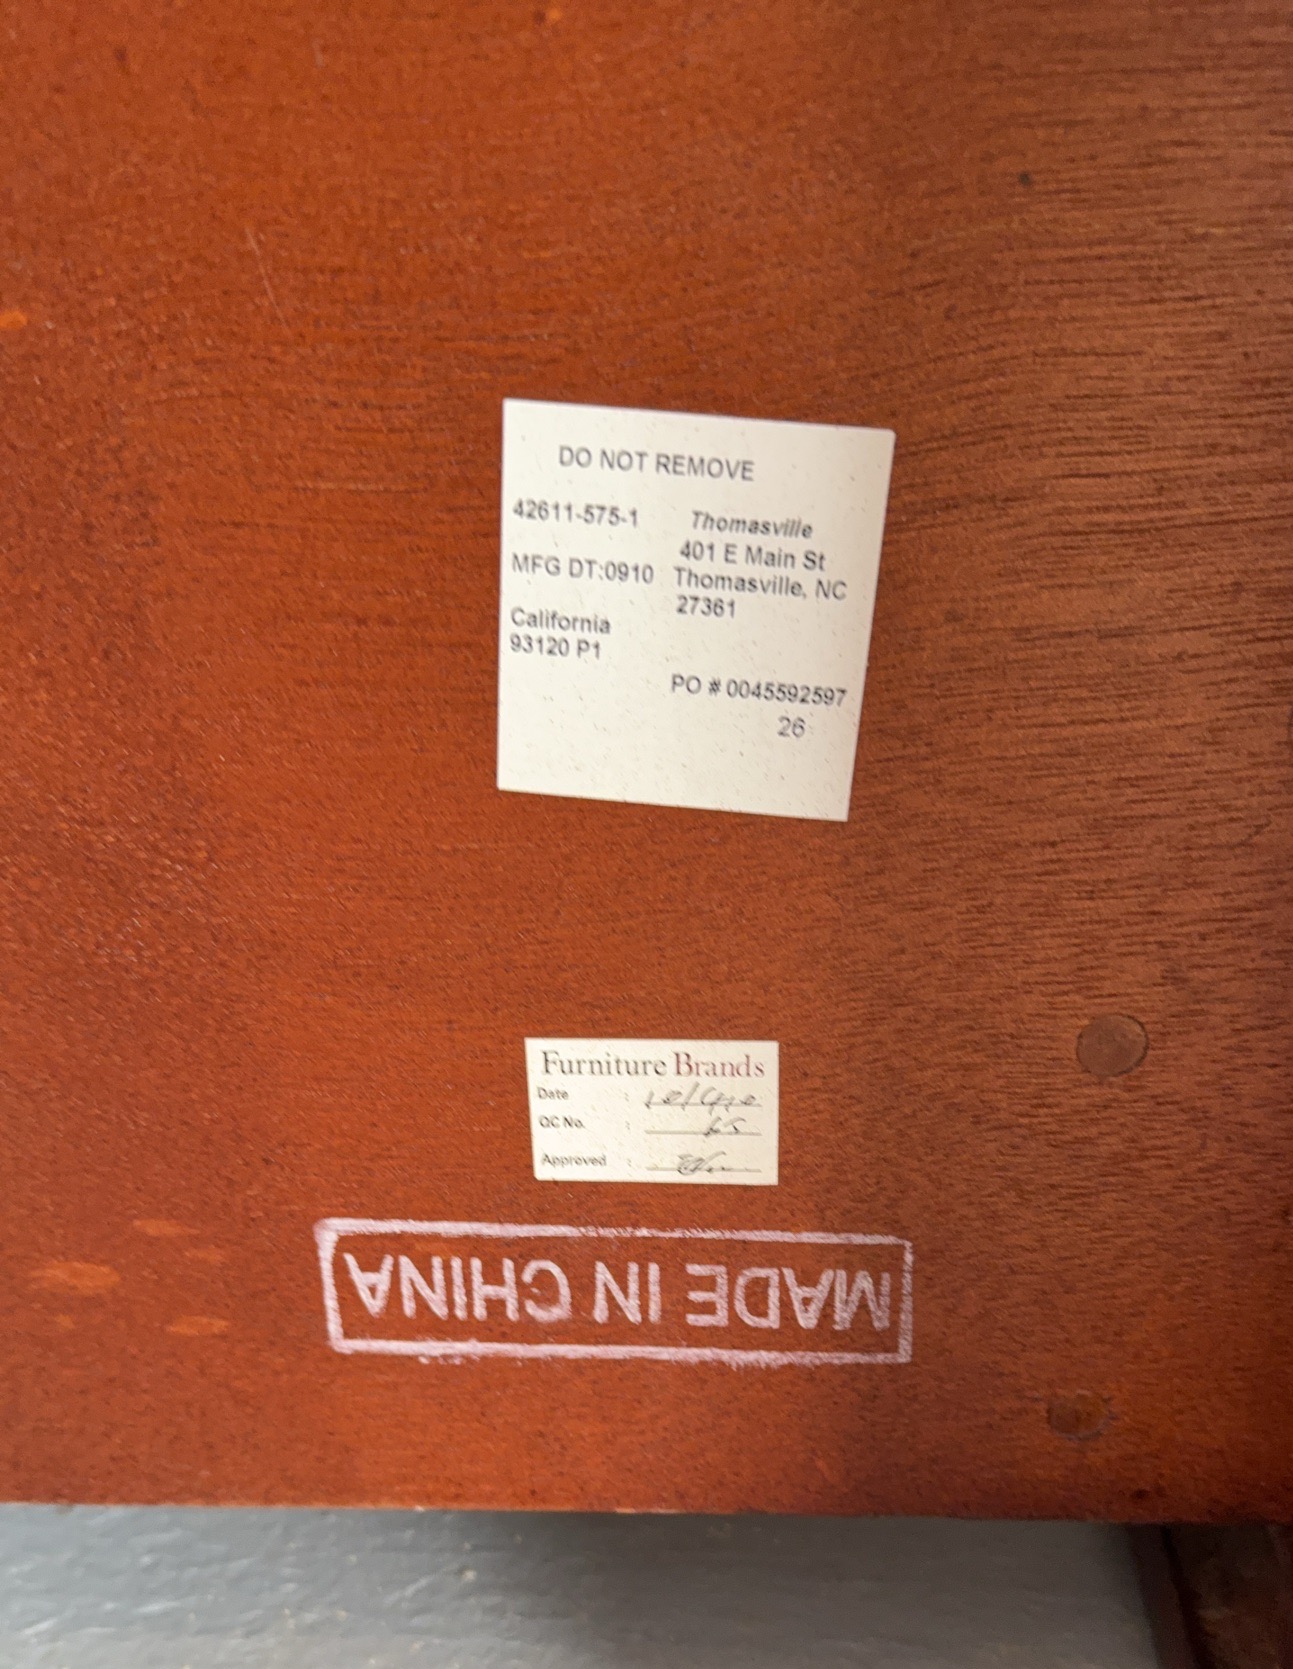 DO NOT REMOVE
42611-575-1
MFG DT:0910
California
93120 P1
Thomasville
401 E Main St
Thomasville, NC
27361
PO # 0045592597
26
Furniture Brands
Date :
QC No. : 65
Approved :
MADE IN CHINA